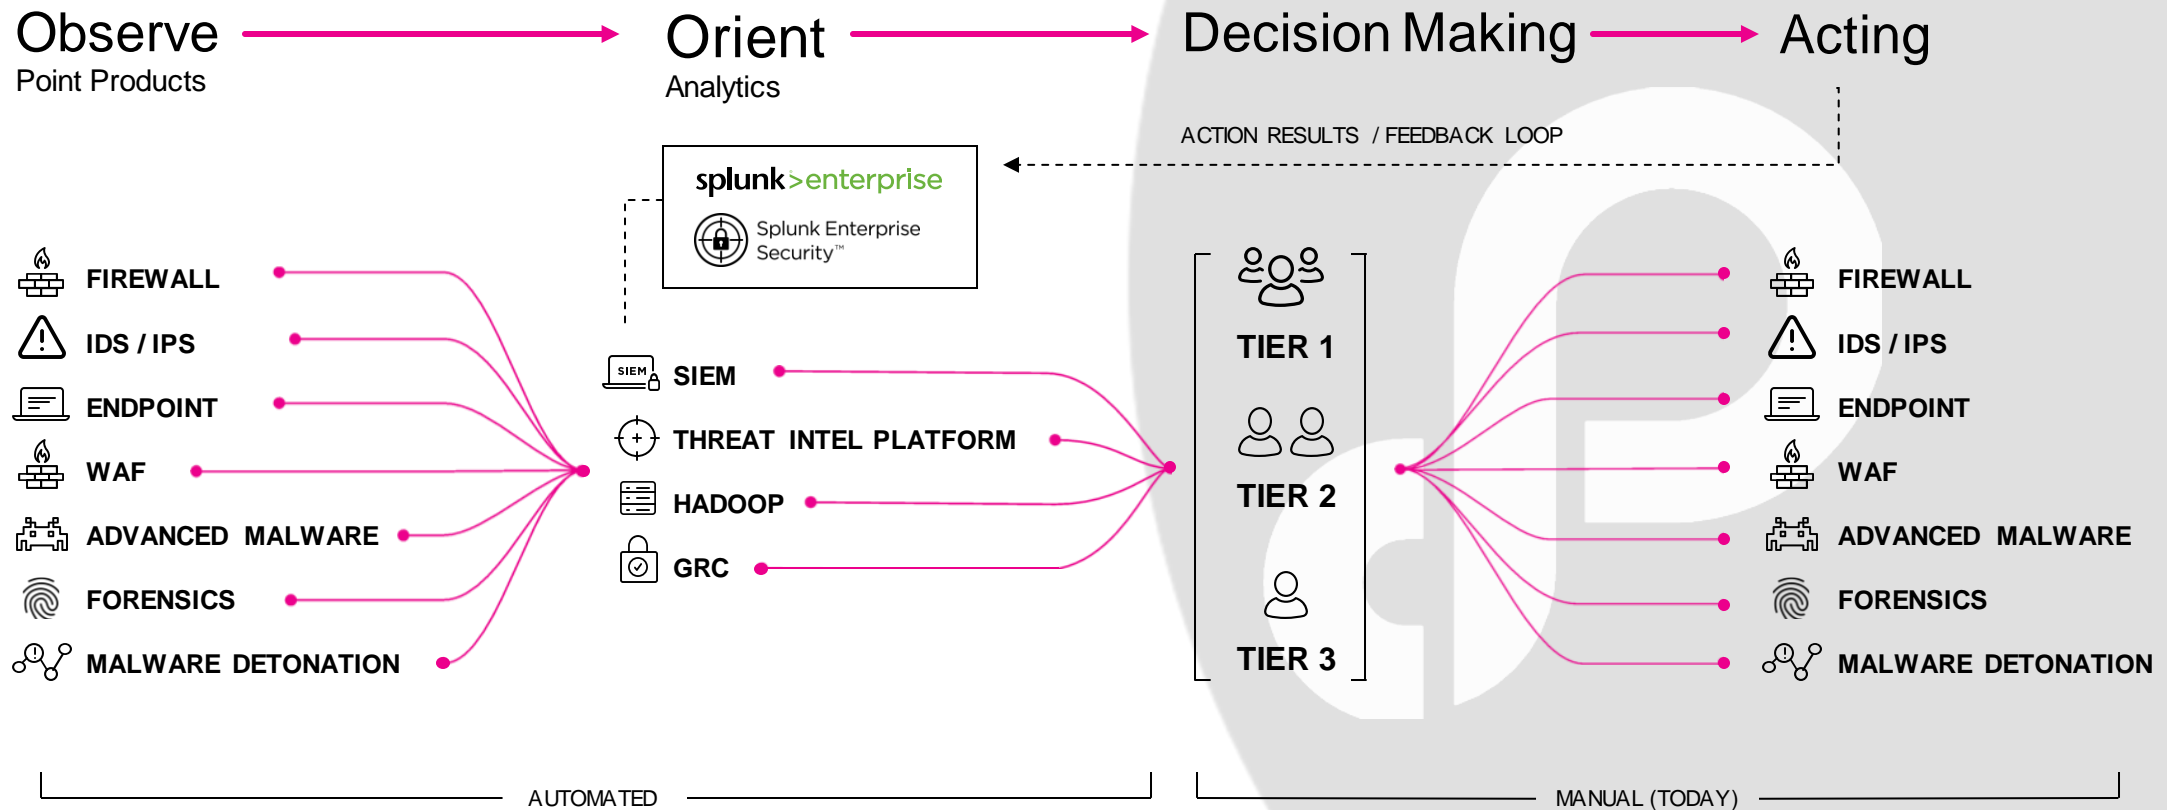 Observe
Point Products
Orient
Analytics
Decision Making
Acting
ACTION RESULTS / FEEDBACK LOOP
splunk>enterprise
Splunk Enterprise
Security™
FIREWALL
IDS / IPS
ENDPOINT
WAF
ADVANCED MALWARE
FORENSICS
MALWARE DETONATION
SIEM
SIEM
THREAT INTEL PLATFORM
HADOOP
GRC
TIER 1
TIER 2
TIER 3
FIREWALL
IDS / IPS
ENDPOINT
WAF
ADVANCED MALWARE
FORENSICS
MALWARE DETONATION
AUTOMATED
MANUAL (TODAY)